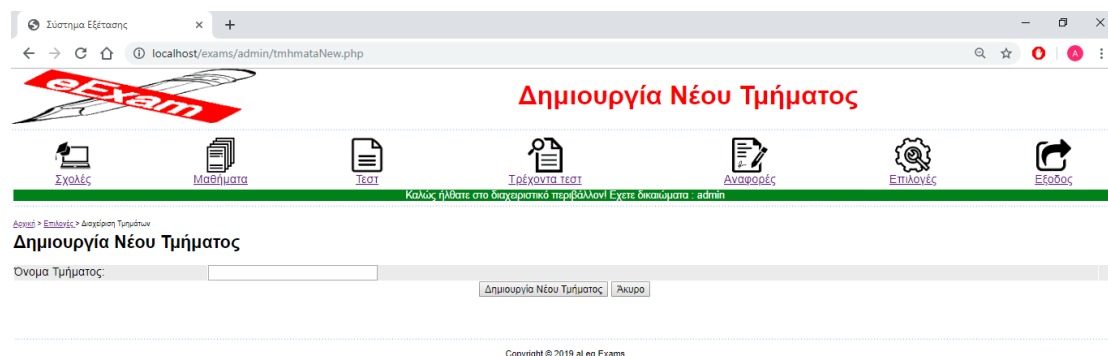 Σύστημα Εξέτασης
localhost/exams/admin/tmhmataNew.php
A
eExam
Δημιουργία Νέου Τμήματος
Σχολές Μαθήματα Τεστ Τρέχοντα τεστ Αναφορές Επιλογές Εξοδος
Καλώς ήλθατε στο διαχειριστικό περιβάλλον! Εχετε δικαιώματα : admin
Αρχική > Επιλογές > Διαχείριση Τμημάτων
Δημιουργία Νέου Τμήματος
Όνομα Τμήματος:
Δημιουργία Νέου Τμήματος Άκυρο
Copyright © 2019 al.eg Exams